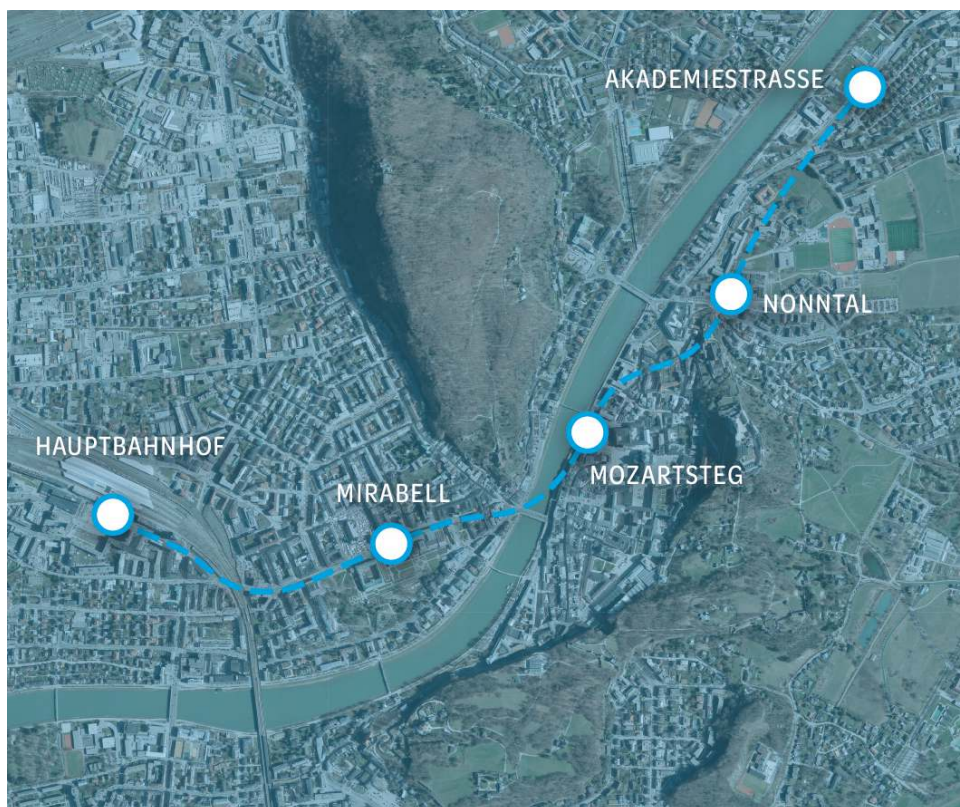 AKADEMIESTRASSE
NONNTAL
MOZARTSTEG
HAUPTBAHNHOF
MIRABELL